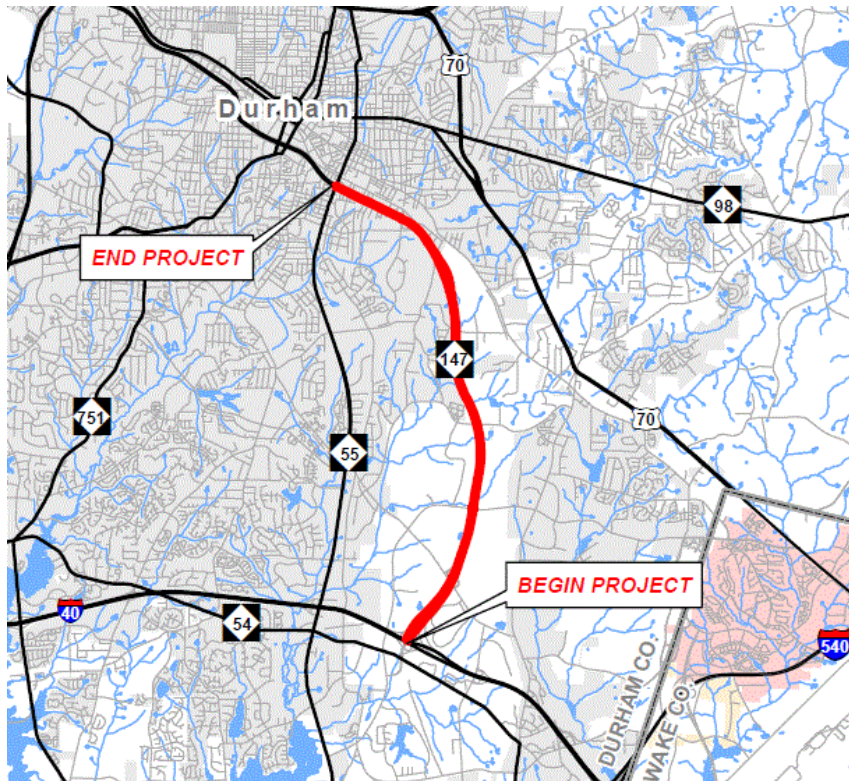 70
Durham
98
END PROJECT
147
751
70
55
BEGIN PROJECT
40
54
540
DURHAM CO.
WAKE CO.